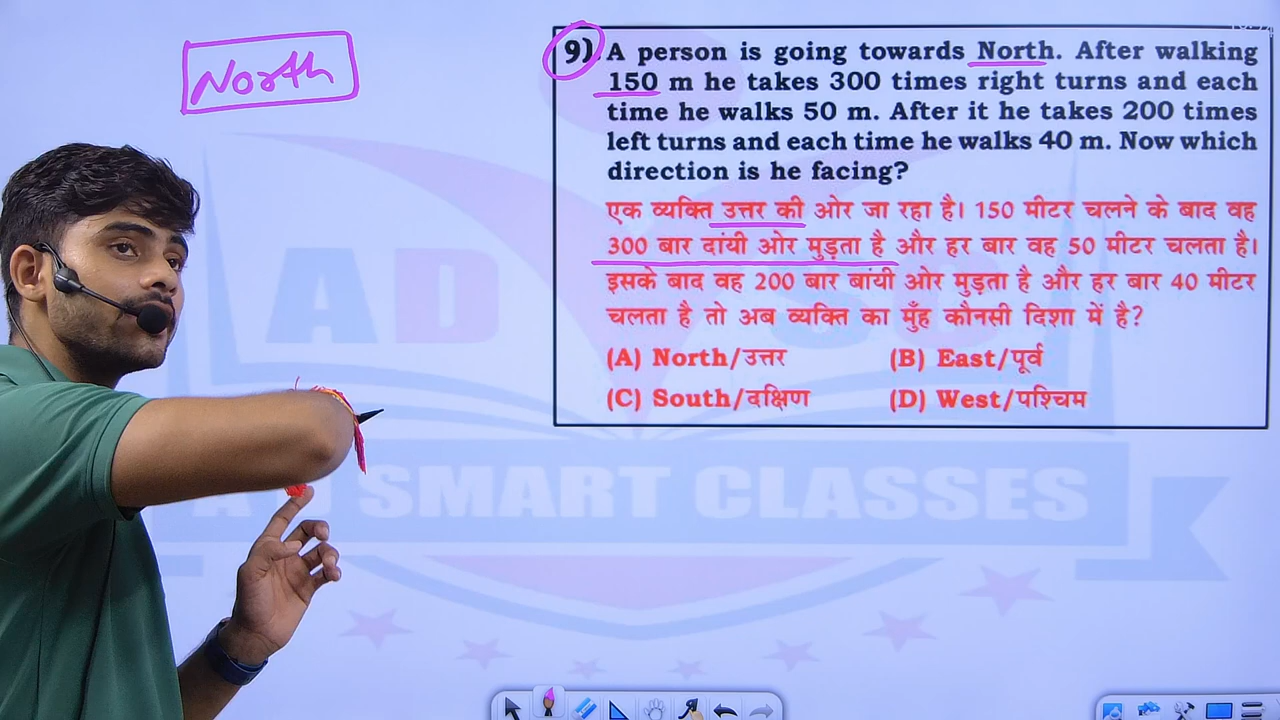 North
9) A person is going towards North. After walking
150 m he takes 300 times right turns and each
time he walks 50 m. After it he takes 200 times
left turns and each time he walks 40 m. Now which
direction is he facing?
एक व्यक्ति उत्तर की ओर जा रहा है। 150 मीटर चलने के बाद वह
300 बार दांयी ओर मुड़ता है और हर बार वह 50 मीटर चलता है।
इसके बाद वह 200 बार बांयी ओर मुड़ता है और हर बार 40 मीटर
चलता है तो अब व्यक्ति का मुँह कौनसी दिशा में है?
(A) North/उत्तर (B) East/पूर्व
(C) South/दक्षिण (D) West/पश्चिम
AD
SMART CLASSES